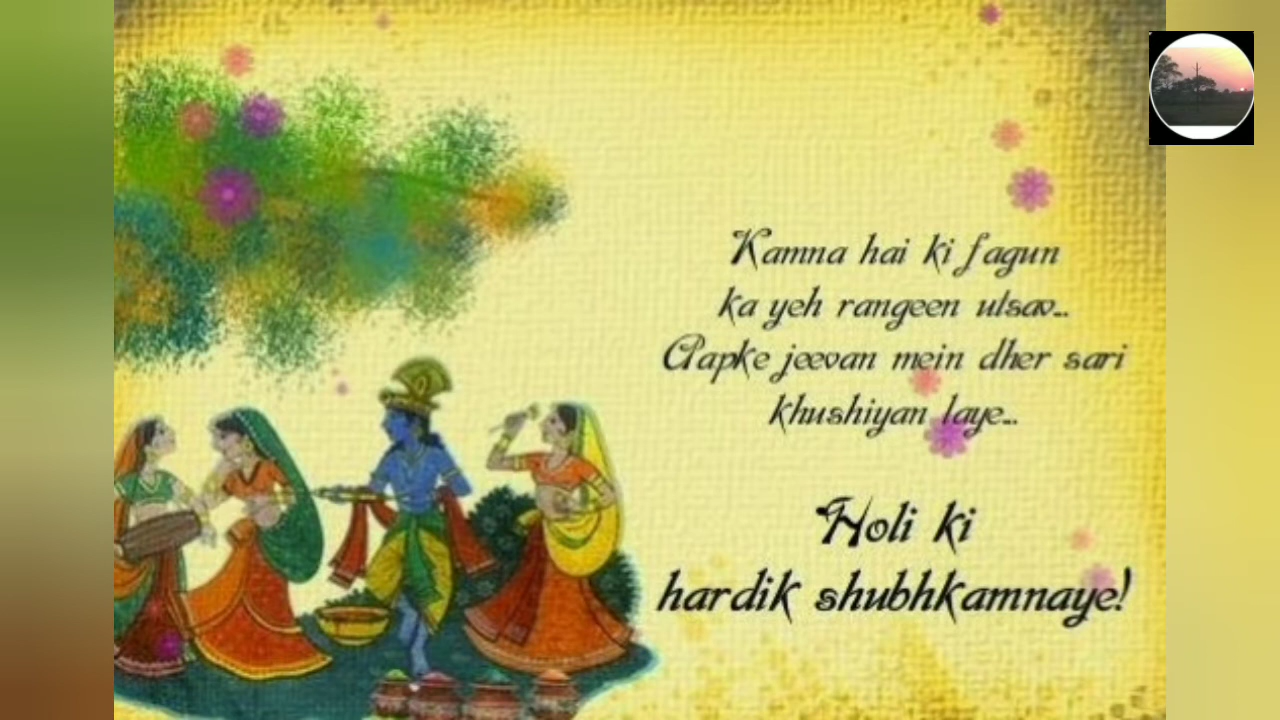 Kamna hai ki fagun
ka yeh rangeen utsav...
Aapke jeevan mein dher sari
khushiyan laye...
Holi ki
hardik shubhkamnaye!